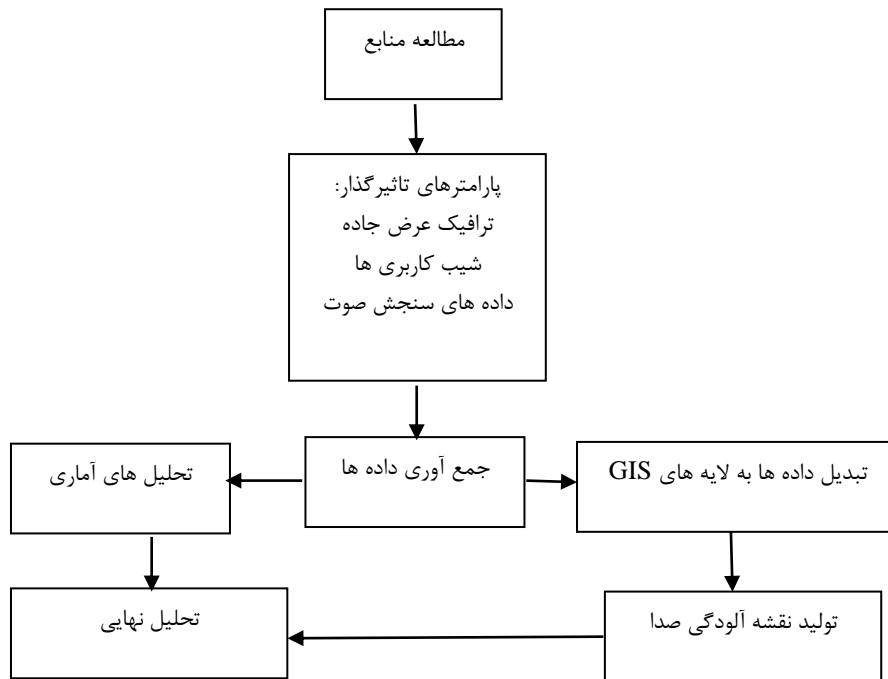 مطالعه منابع
پارامترهای تاثیرگذار:
ترافیک عرض جاده
شیب کاربری ها
داده های سنجش صوت
جمع آوری داده ها
تبدیل داده ها به لایه های GIS
تحلیل های آماری
تولید نقشه آلودگی صدا
تحلیل نهایی